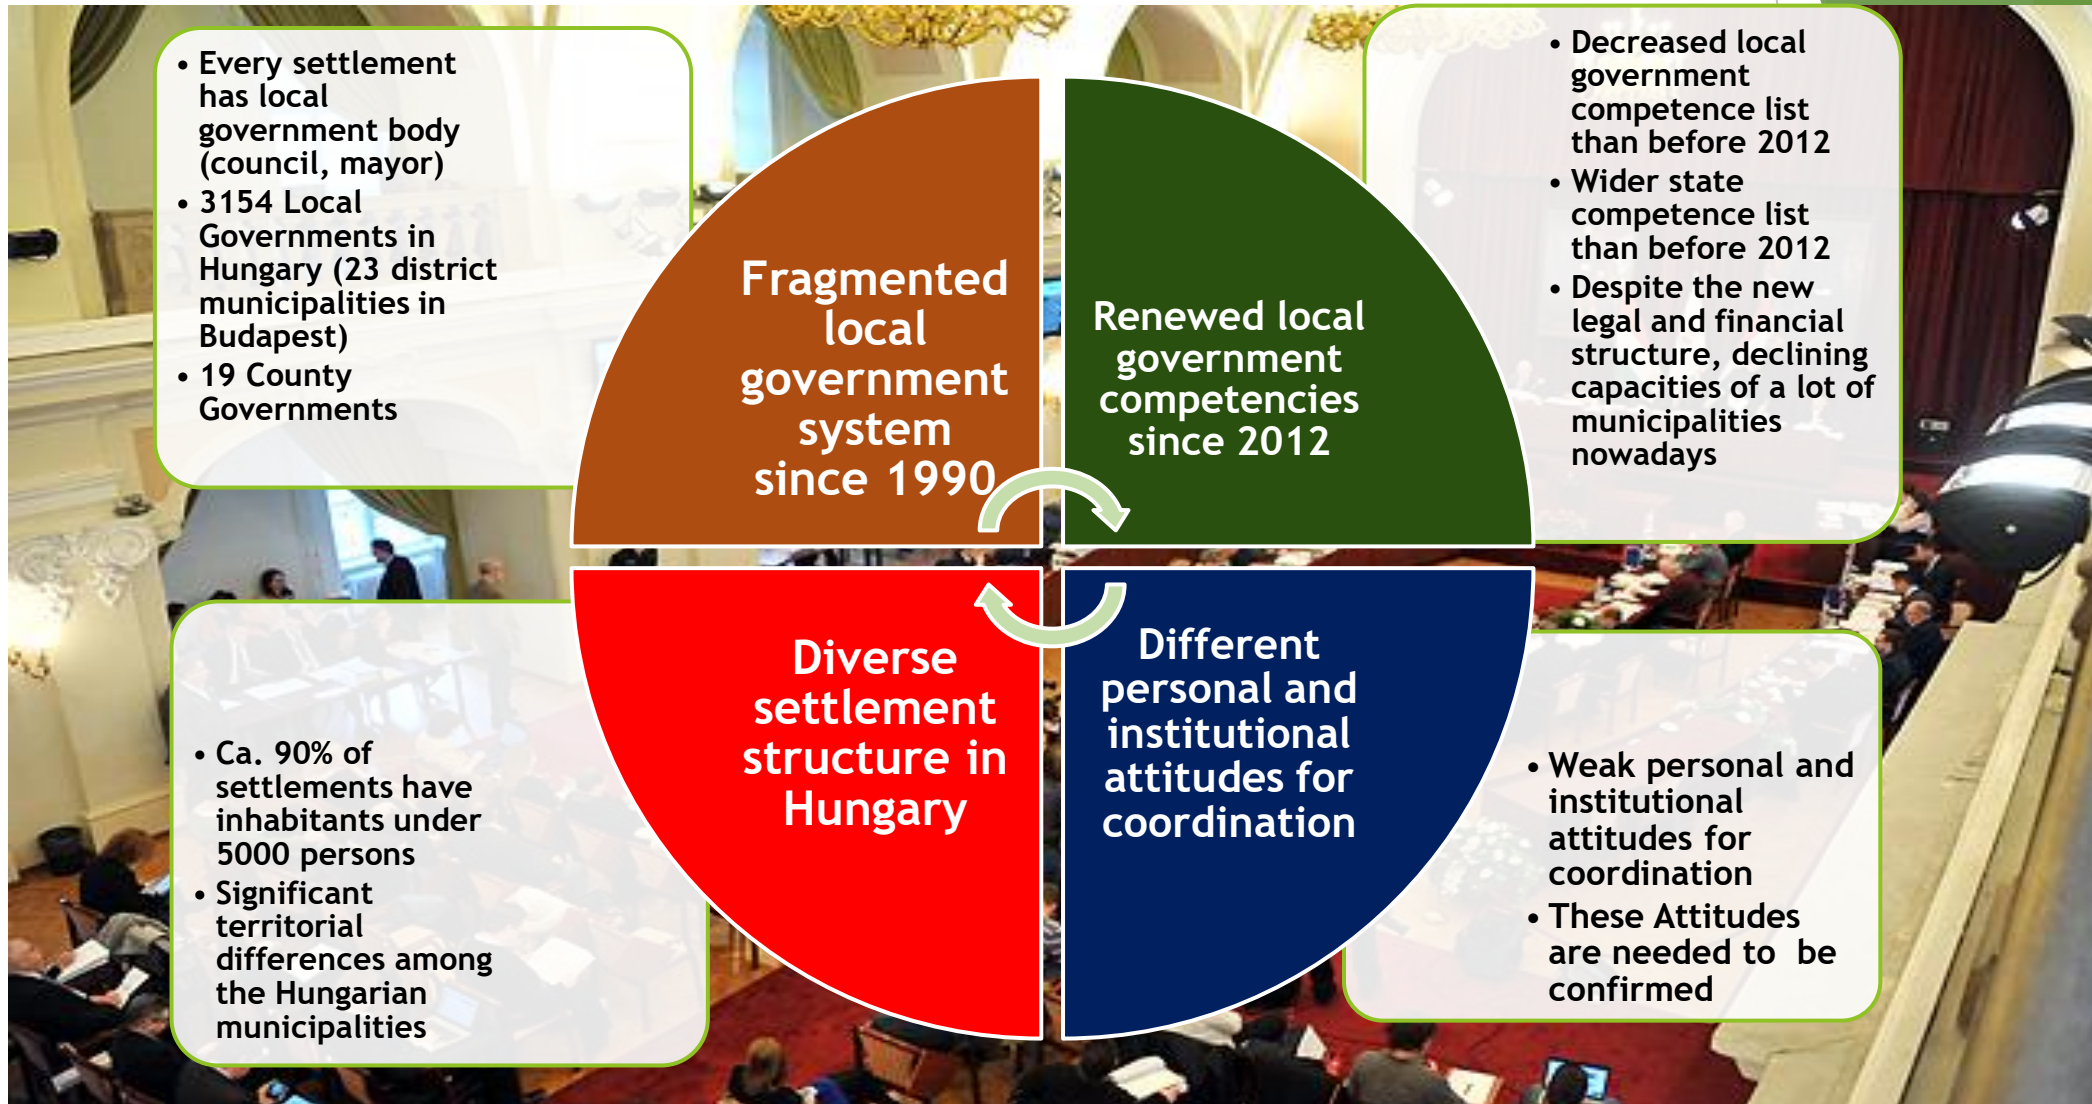 • Every settlement
has local
government body
(council, mayor)
• 3154 Local
Governments in
Hungary (23 district
municipalities in
Budapest)
• 19 County
Governments
Fragmented
local
government
system
since 1990
Renewed local
government
competencies
since 2012
• Decreased local
government
competence list
than before 2012
• Wider state
competence list
than before 2012
• Despite the new
legal and financial
structure, declining
capacities of a lot of
municipalities
nowadays
• Ca. 90% of
settlements have
inhabitants under
5000 persons
• Significant
territorial
differences among
the Hungarian
municipalities
Diverse
settlement
structure in
Hungary
Different
personal and
institutional
attitudes for
coordination
• Weak personal and
institutional
attitudes for
coordination
• These Attitudes
are needed to  be
confirmed